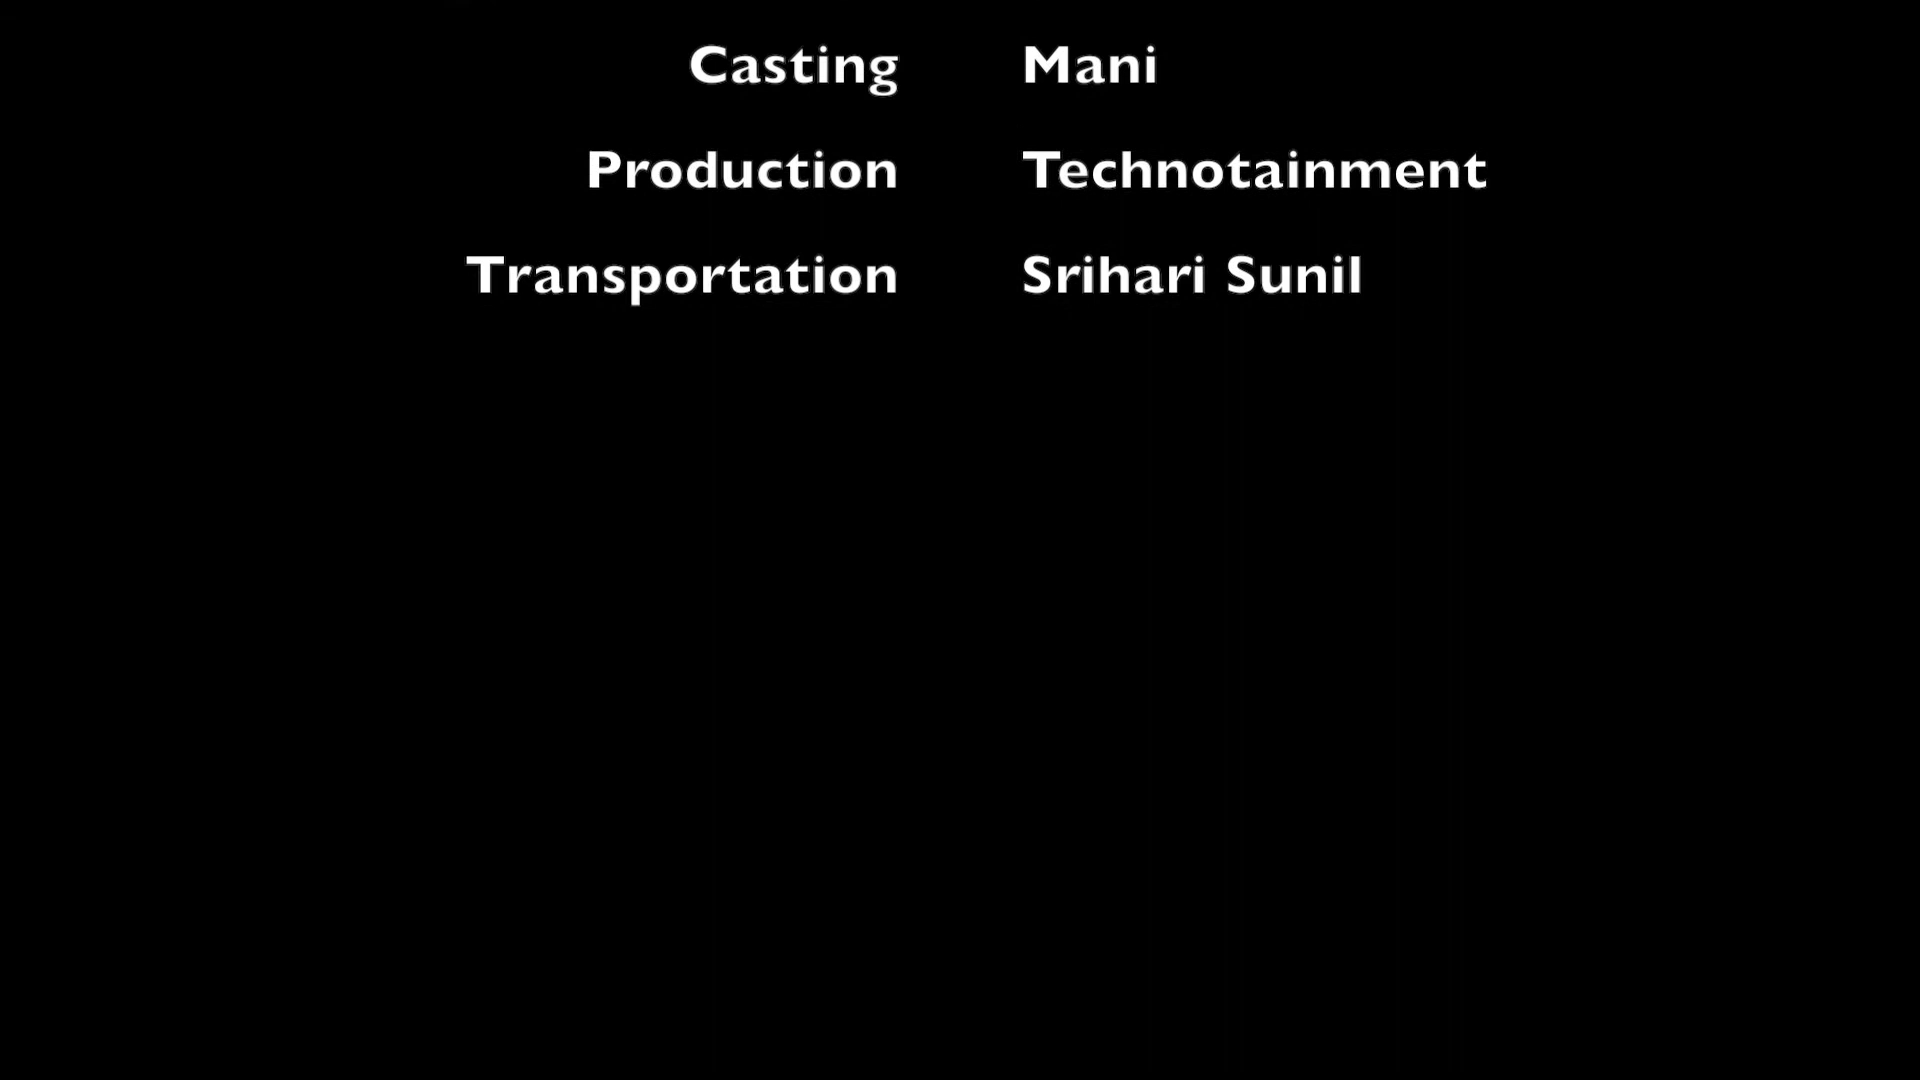 Casting Mani
Production Technotainment
Transportation Srihari Sunil